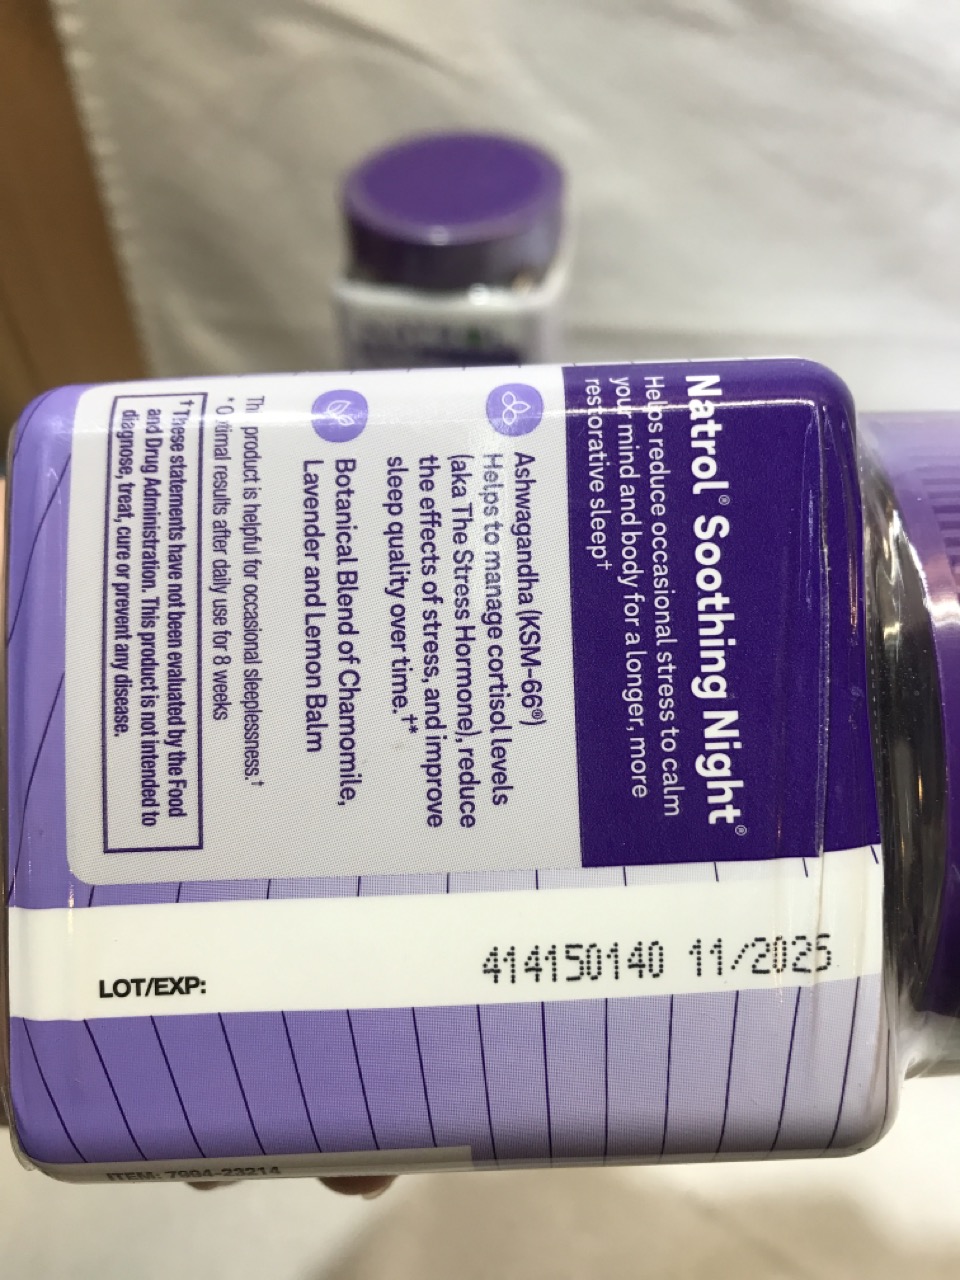 Natrol® Soothing Night®
Helps reduce occasional stress to calm
your mind and body for a longer, more
restorative sleep†
Ashwagandha (KSM-66®)
Helps to manage cortisol levels
(aka The Stress Hormone), reduce
the effects of stress, and improve
sleep quality over time.†*
Botanical Blend of Chamomile,
Lavender and Lemon Balm
product is helpful for occasional sleeplessness.†
results after daily use for 8 weeks
†These statements have not been evaluated by the Food
and Drug Administration. This product is not intended to
diagnose, treat, cure or prevent any disease.
LOT/EXP: 414150140 11/2025
ITEM: 7994-23214